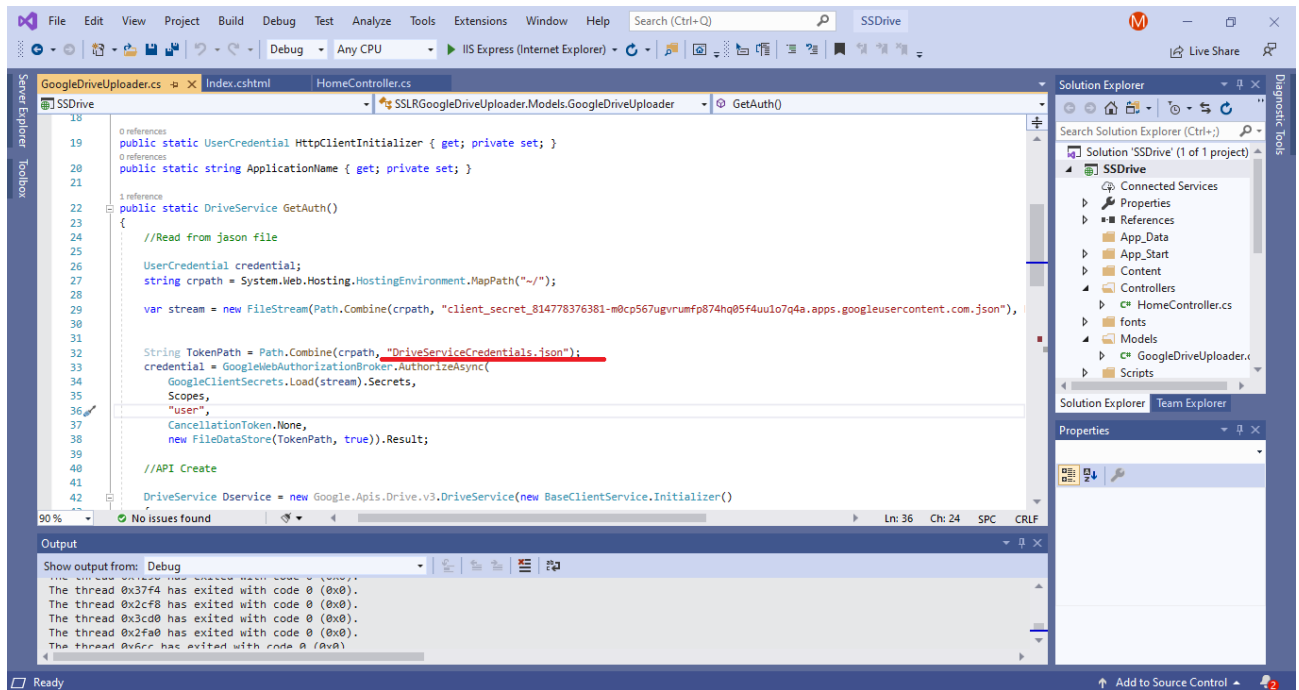 File Edit View Project Build Debug Test Analyze Tools Extensions Window Help Search (Ctrl+Q) SSDrive M
Debug Any CPU IIS Express (Internet Explorer) Live Share
Server Explorer
Toolbox
GoogleDriveUploader.cs Index.cshtml HomeController.cs
SSDrive SSLRGoogleDriveUploader.Models.GoogleDriveUploader GetAuth()
18
0 references
19 public static UserCredential HttpClientInitializer { get; private set; }
0 references
20 public static string ApplicationName { get; private set; }
21
1 reference
22 public static DriveService GetAuth()
23 {
24 //Read from jason file
25
26 UserCredential credential;
27 string crpath = System.Web.Hosting.HostingEnvironment.MapPath("~/");
28
29 var stream = new FileStream(Path.Combine(crpath, "client_secret_814778376381-m0cp567ugvrumfp874hq05f4uu1o7q4a.apps.googleusercontent.com.json"),
30
31
32 String TokenPath = Path.Combine(crpath, "DriveServiceCredentials.json");
33 credential = GoogleWebAuthorizationBroker.AuthorizeAsync(
34 GoogleClientSecrets.Load(stream).Secrets,
35 Scopes,
36 "user",
37 CancellationToken.None,
38 new FileDataStore(TokenPath, true)).Result;
39
40 //API Create
41
42 DriveService Dservice = new Google.Apis.Drive.v3.DriveService(new BaseClientService.Initializer()
43 {
90 % No issues found Ln: 36 Ch: 24 SPC CRLF
Output
Show output from: Debug
The thread 0x37f4 has exited with code 0 (0x0).
The thread 0x2cf8 has exited with code 0 (0x0).
The thread 0x3cd0 has exited with code 0 (0x0).
The thread 0x2fa0 has exited with code 0 (0x0).
The thread 0x6cc has exited with code 0 (0x0)
Solution Explorer
Search Solution Explorer (Ctrl+;)
Solution 'SSDrive' (1 of 1 project)
SSDrive
Connected Services
Properties
References
App_Data
App_Start
Content
Controllers
C# HomeController.cs
fonts
Models
C# GoogleDriveUploader.c
Scripts
Solution Explorer Team Explorer
Properties
Diagnostic Tools
Ready Add to Source Control 2